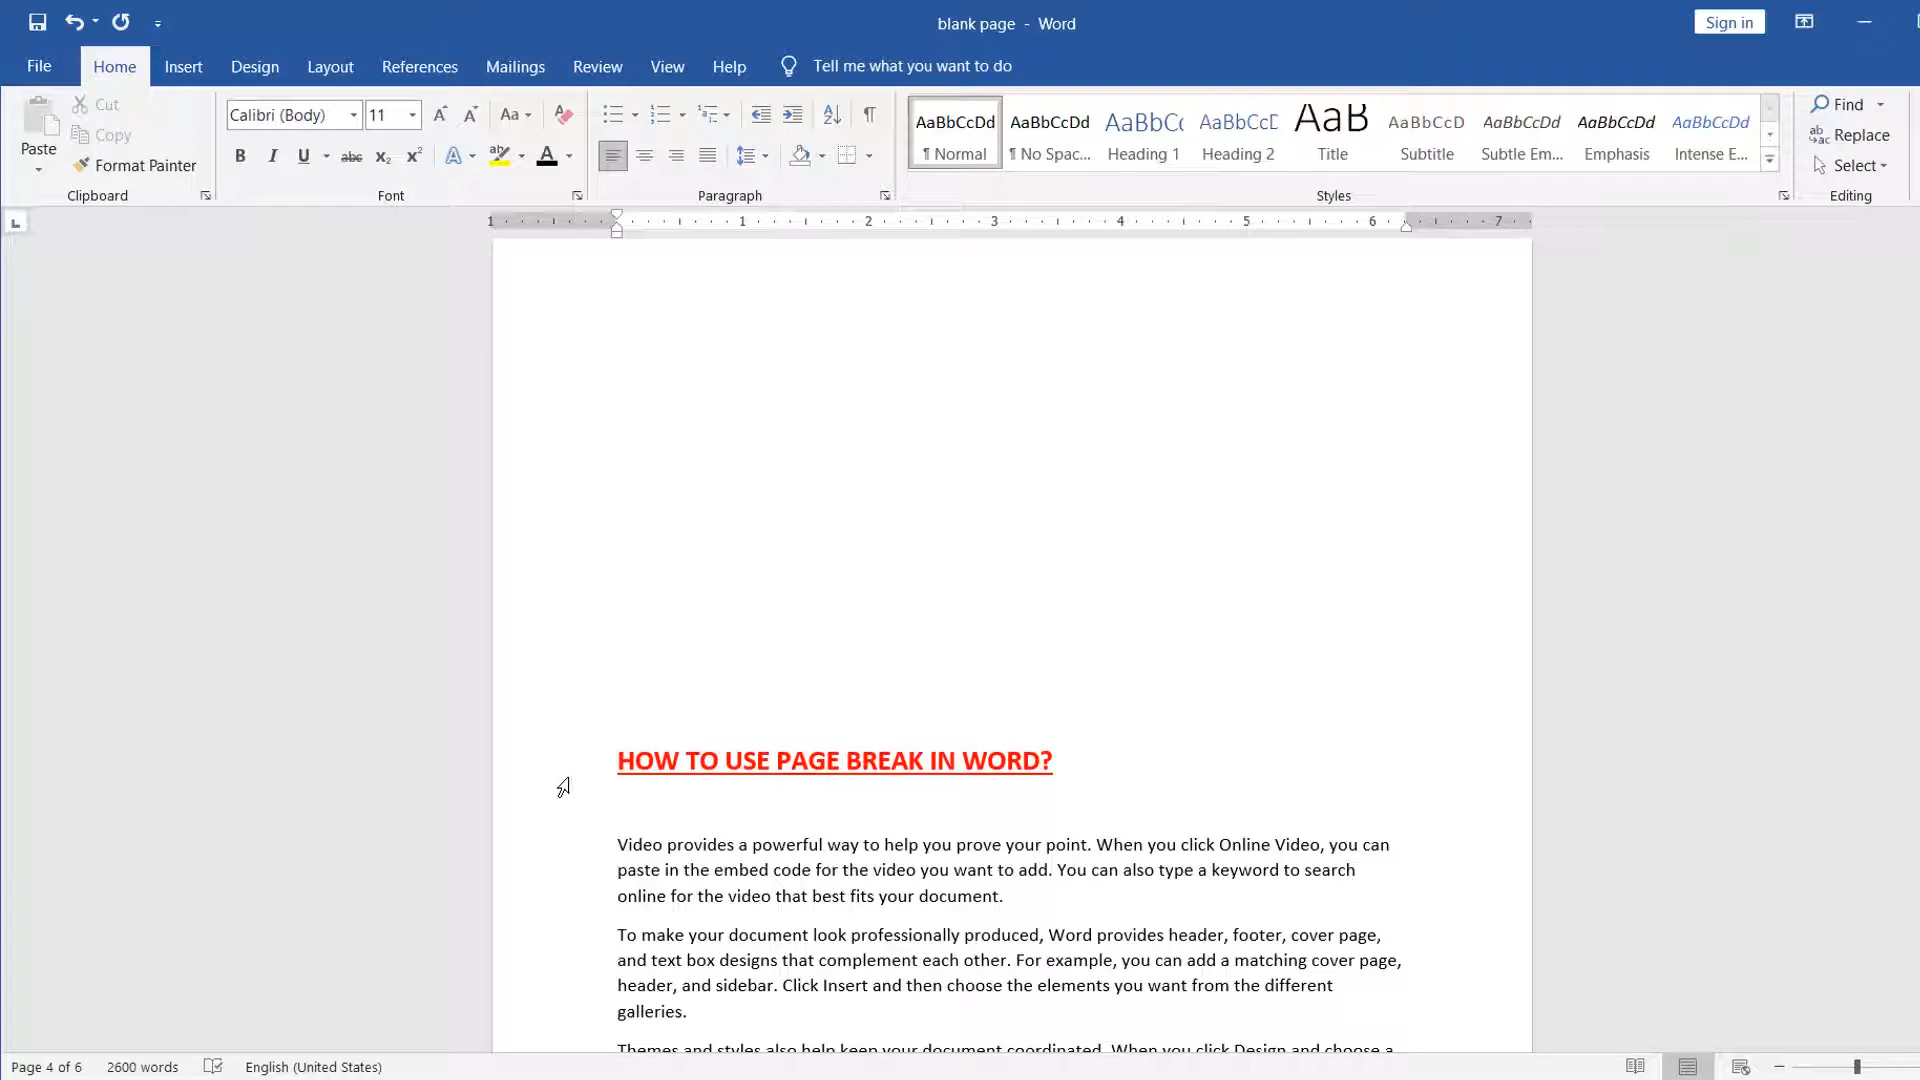 blank page - Word
Sign in
File Home Insert Design Layout References Mailings Review View Help Tell me what you want to do
Paste
Cut
Copy
Format Painter
Clipboard
Calibri (Body) 11
Aa
B I U abc X₂ X²
A ab A
Font
Paragraph
AaBbCcDd AaBbCcDd AaBbCc AaBbCcD AaB AaBbCcD AaBbCcDd AaBbCcDd AaBbCcDd
¶ Normal ¶ No Spac... Heading 1 Heading 2 Title Subtitle Subtle Em... Emphasis Intense E...
Styles
Find
Replace
Select
Editing
1 1 2 3 4 5 6 7
HOW TO USE PAGE BREAK IN WORD?
Video provides a powerful way to help you prove your point. When you click Online Video, you can
paste in the embed code for the video you want to add. You can also type a keyword to search
online for the video that best fits your document.
To make your document look professionally produced, Word provides header, footer, cover page,
and text box designs that complement each other. For example, you can add a matching cover page,
header, and sidebar. Click Insert and then choose the elements you want from the different
galleries.
Themes and styles also help keep your document coordinated. When you click Design and choose a
Page 4 of 6 2600 words English (United States)